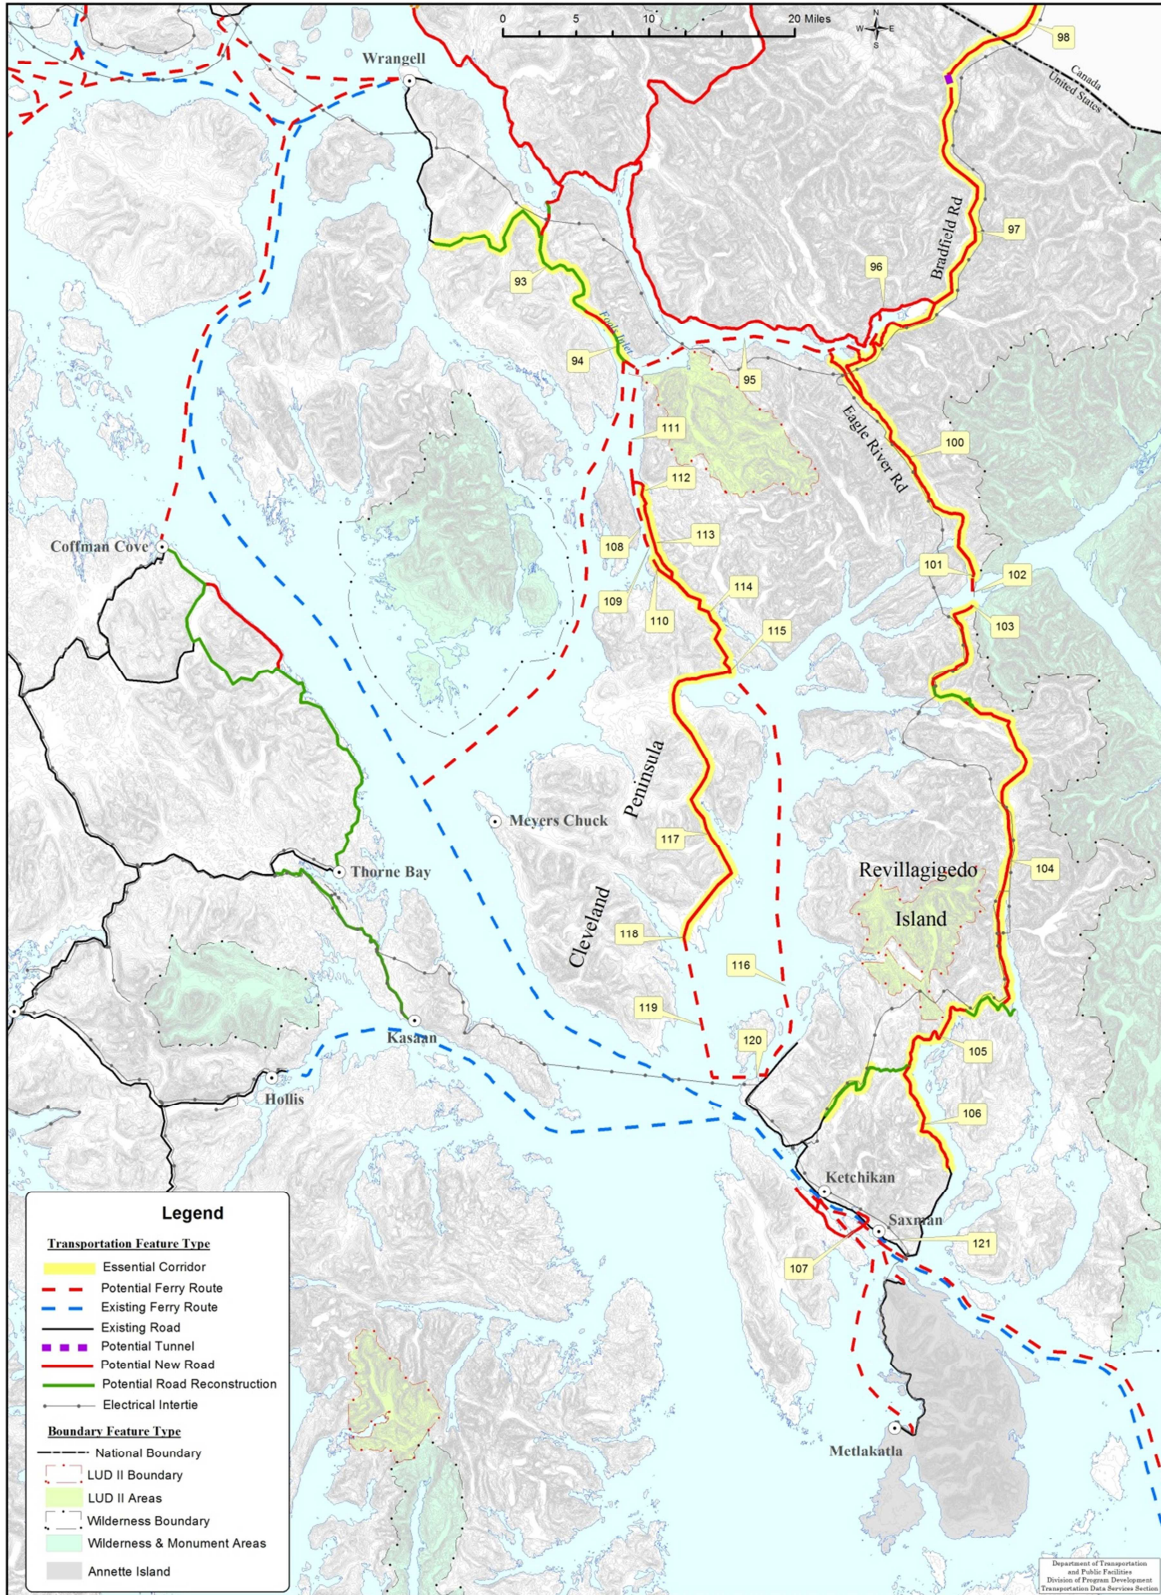 0 5 10 20 Miles
N
W E
S
98
Wrangell
Canada
United States
97
Bradfield Rd
96
93
Fools Inlet
94
95
111
Eagle River Rd
100
112
113
108
Coffman Cove
101
102
114
109
110
103
115
Peninsula
Meyers Chuck
117
Thorne Bay
Revillagigedo
104
Island
Cleveland
118
116
119
Kasaan
120
105
Hollis
106
Ketchikan
Saxman
121
107
Metlakatla
Legend
Transportation Feature Type
Essential Corridor
Potential Ferry Route
Existing Ferry Route
Existing Road
Potential Tunnel
Potential New Road
Potential Road Reconstruction
Electrical Intertie
Boundary Feature Type
National Boundary
LUD II Boundary
LUD II Areas
Wilderness Boundary
Wilderness & Monument Areas
Annette Island
Department of Transportation
and Public Facilities
Division of Program Development
Transportation Data Services Section